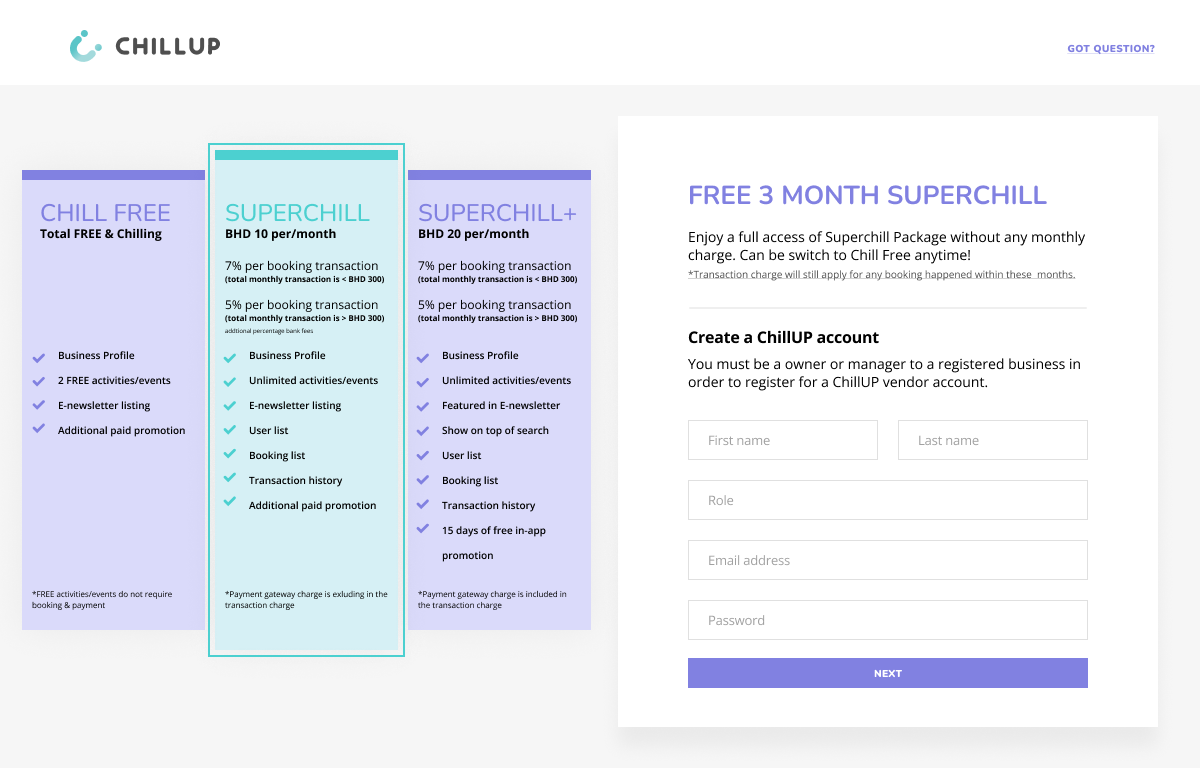 CHILLUP
GOT QUESTION?
CHILL FREE
Total FREE & Chilling
Business Profile
2 FREE activities/events
E-newsletter listing
Additional paid promotion
*FREE activities/events do not require
booking & payment
SUPERCHILL
BHD 10 per/month
7% per booking transaction
(total monthly transaction is < BHD 300)
5% per booking transaction
(total monthly transaction is > BHD 300)
addtional percentage bank fees
Business Profile
Unlimited activities/events
E-newsletter listing
User list
Booking list
Transaction history
Additional paid promotion
*Payment gateway charge is exluding in the
transaction charge
SUPERCHILL+
BHD 20 per/month
7% per booking transaction
(total monthly transaction is < BHD 300)
5% per booking transaction
(total monthly transaction is > BHD 300)
Business Profile
Unlimited activities/events
Featured in E-newsletter
Show on top of search
User list
Booking list
Transaction history
15 days of free in-app
promotion
*Payment gateway charge is included in
the transaction charge
FREE 3 MONTH SUPERCHILL
Enjoy a full access of Superchill Package without any monthly
charge. Can be switch to Chill Free anytime!
*Transaction charge will still apply for any booking happened within these  months.
Create a ChillUP account
You must be a owner or manager to a registered business in
order to register for a ChillUP vendor account.
First name
Last name
Role
Email address
Password
NEXT